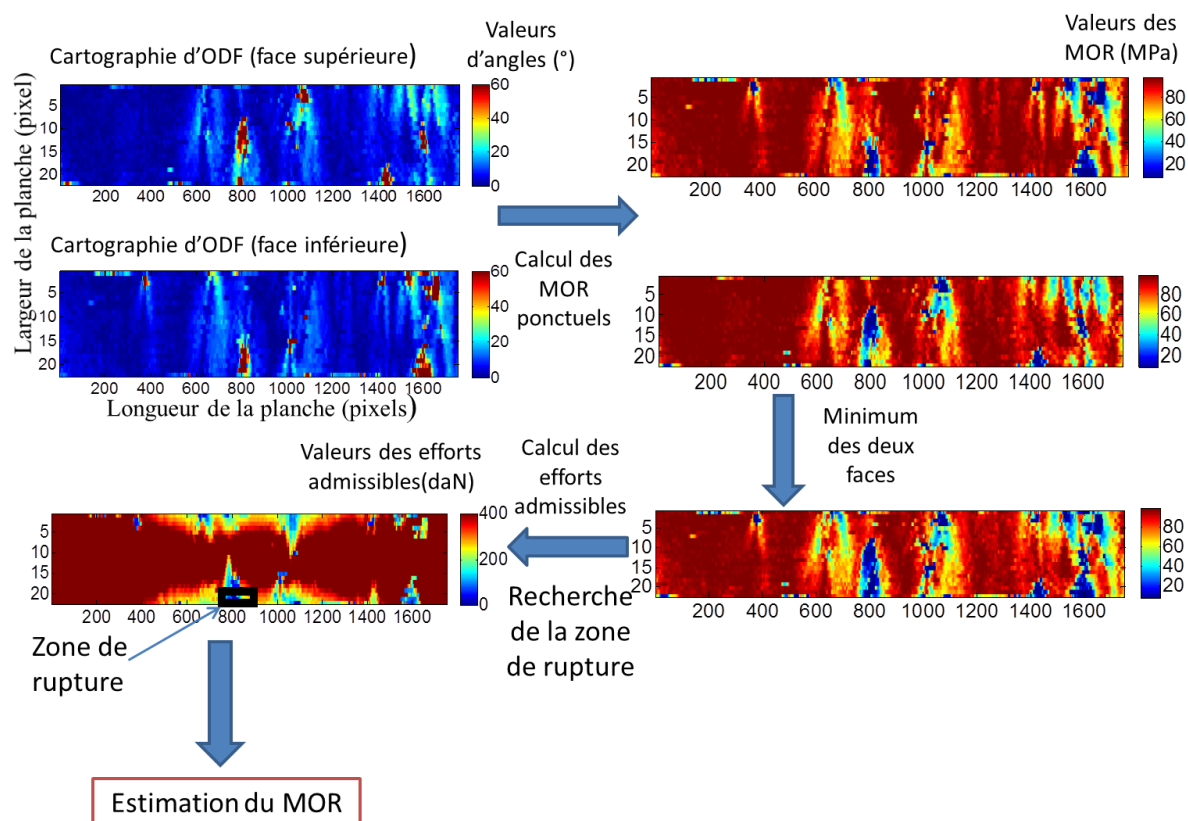 Cartographie d'ODF (face supérieure)
Valeurs
d'angles (°)
Valeurs des
MOR (MPa)
Largeur de la planche (pixel)
5
10
15
20
200 400 600 800 1000 1200 1400 1600
60
40
20
0
5
10
15
20
200 400 600 800 1000 1200 1400 1600
80
60
40
20
Cartographie d'ODF (face inférieure)
Calcul des
MOR
ponctuels
5
10
15
20
200 400 600 800 1000 1200 1400 1600
60
40
20
0
Longueur de la planche (pixels)
5
10
15
20
200 400 600 800 1000 1200 1400 1600
80
60
40
20
Minimum
des deux
faces
Valeurs des efforts
admissibles(daN)
Calcul des
efforts
admissibles
5
10
15
20
200 400 600 800 1000 1200 1400 1600
400
200
0
5
10
15
20
200 400 600 800 1000 1200 1400 1600
80
60
40
20
Recherche
de la zone
de rupture
Zone de
rupture
Estimation du MOR